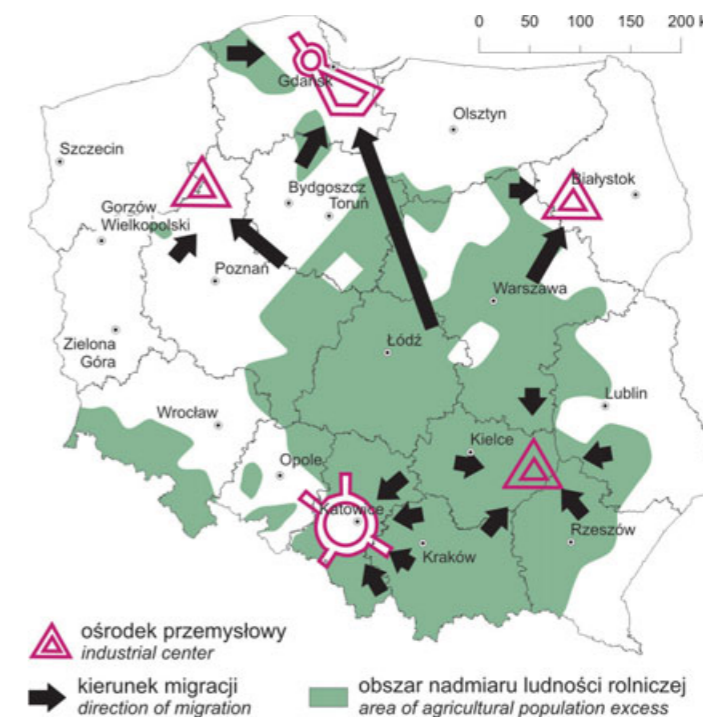 0 50 100 150 200 k
Gdańsk
Olsztyn
Szczecin
Białystok
Bydgoszcz
Toruń
Gorzów
Wielkopolski
Poznań
Warszawa
Zielona
Góra
Łódź
Lublin
Wrocław
Kielce
Opole
Katowice
Kraków
Rzeszów
ośrodek przemysłowy
industrial center
kierunek migracji
direction of migration
obszar nadmiaru ludności rolniczej
area of agricultural population excess